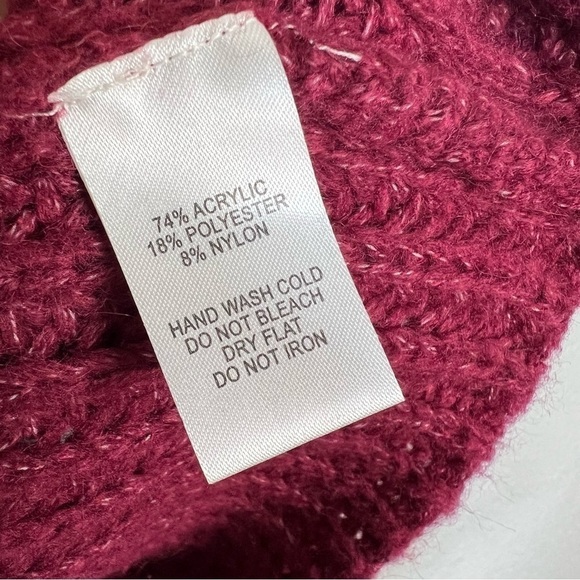 74% ACRYLIC
18% POLYESTER
8% NYLON
HAND WASH COLD
DO NOT BLEACH
DRY FLAT
DO NOT IRON